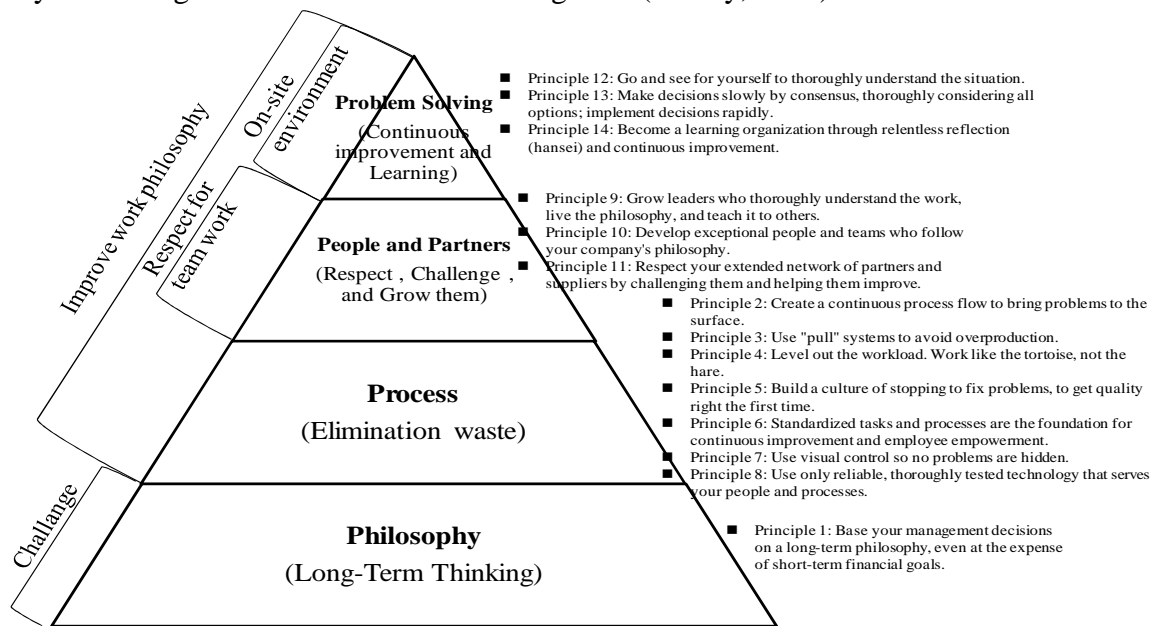 Improve work philosophy
On-site
environment
Respect for
team work
Challange
Problem Solving
(Continuous
improvement and
Learning)
People and Partners
(Respect , Challenge ,
and Grow them)
Process
(Elimination waste)
Philosophy
(Long-Term Thinking)
■ Principle 12: Go and see for yourself to thoroughly understand the situation.
■ Principle 13: Make decisions slowly by consensus, thoroughly considering all
options; implement decisions rapidly.
■ Principle 14: Become a learning organization through relentless reflection
(hansei) and continuous improvement.
■ Principle 9: Grow leaders who thoroughly understand the work,
live the philosophy, and teach it to others.
■ Principle 10: Develop exceptional people and teams who follow
your company's philosophy.
■ Principle 11: Respect your extended network of partners and
suppliers by challenging them and helping them improve.
■ Principle 2: Create a continuous process flow to bring problems to the
surface.
■ Principle 3: Use "pull" systems to avoid overproduction.
■ Principle 4: Level out the workload. Work like the tortoise, not the
hare.
■ Principle 5: Build a culture of stopping to fix problems, to get quality
right the first time.
■ Principle 6: Standardized tasks and processes are the foundation for
continuous improvement and employee empowerment.
■ Principle 7: Use visual control so no problems are hidden.
■ Principle 8: Use only reliable, thoroughly tested technology that serves
your people and processes.
■ Principle 1: Base your management decisions
on a long-term philosophy, even at the expense
of short-term financial goals.